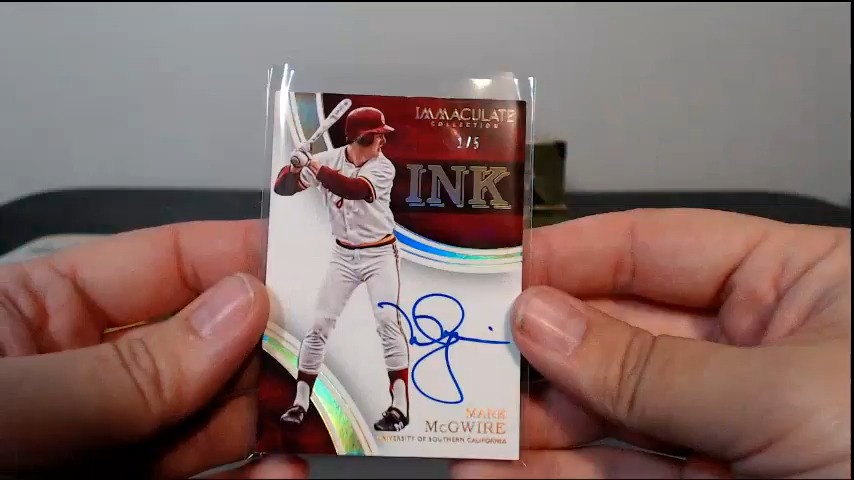 IMMACULATE
COLLECTION
1/5
INK
MARK
McGWIRE
UNIVERSITY OF SOUTHERN CALIFORNIA